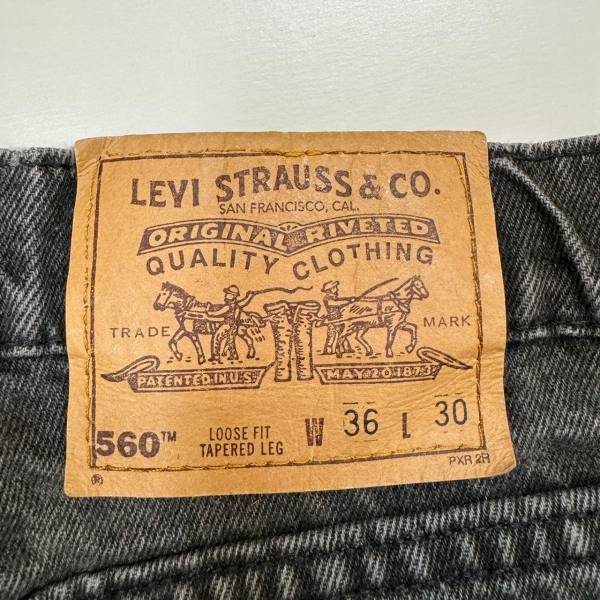 LEVI STRAUSS & CO.
SAN FRANCISCO, CAL.
ORIGINAL RIVETED
QUALITY CLOTHING
TRADE MARK
PATENTED IN U.S. MAY 20 1873
560™ LOOSE FIT TAPERED LEG W 36 L 30
® PXR 2R